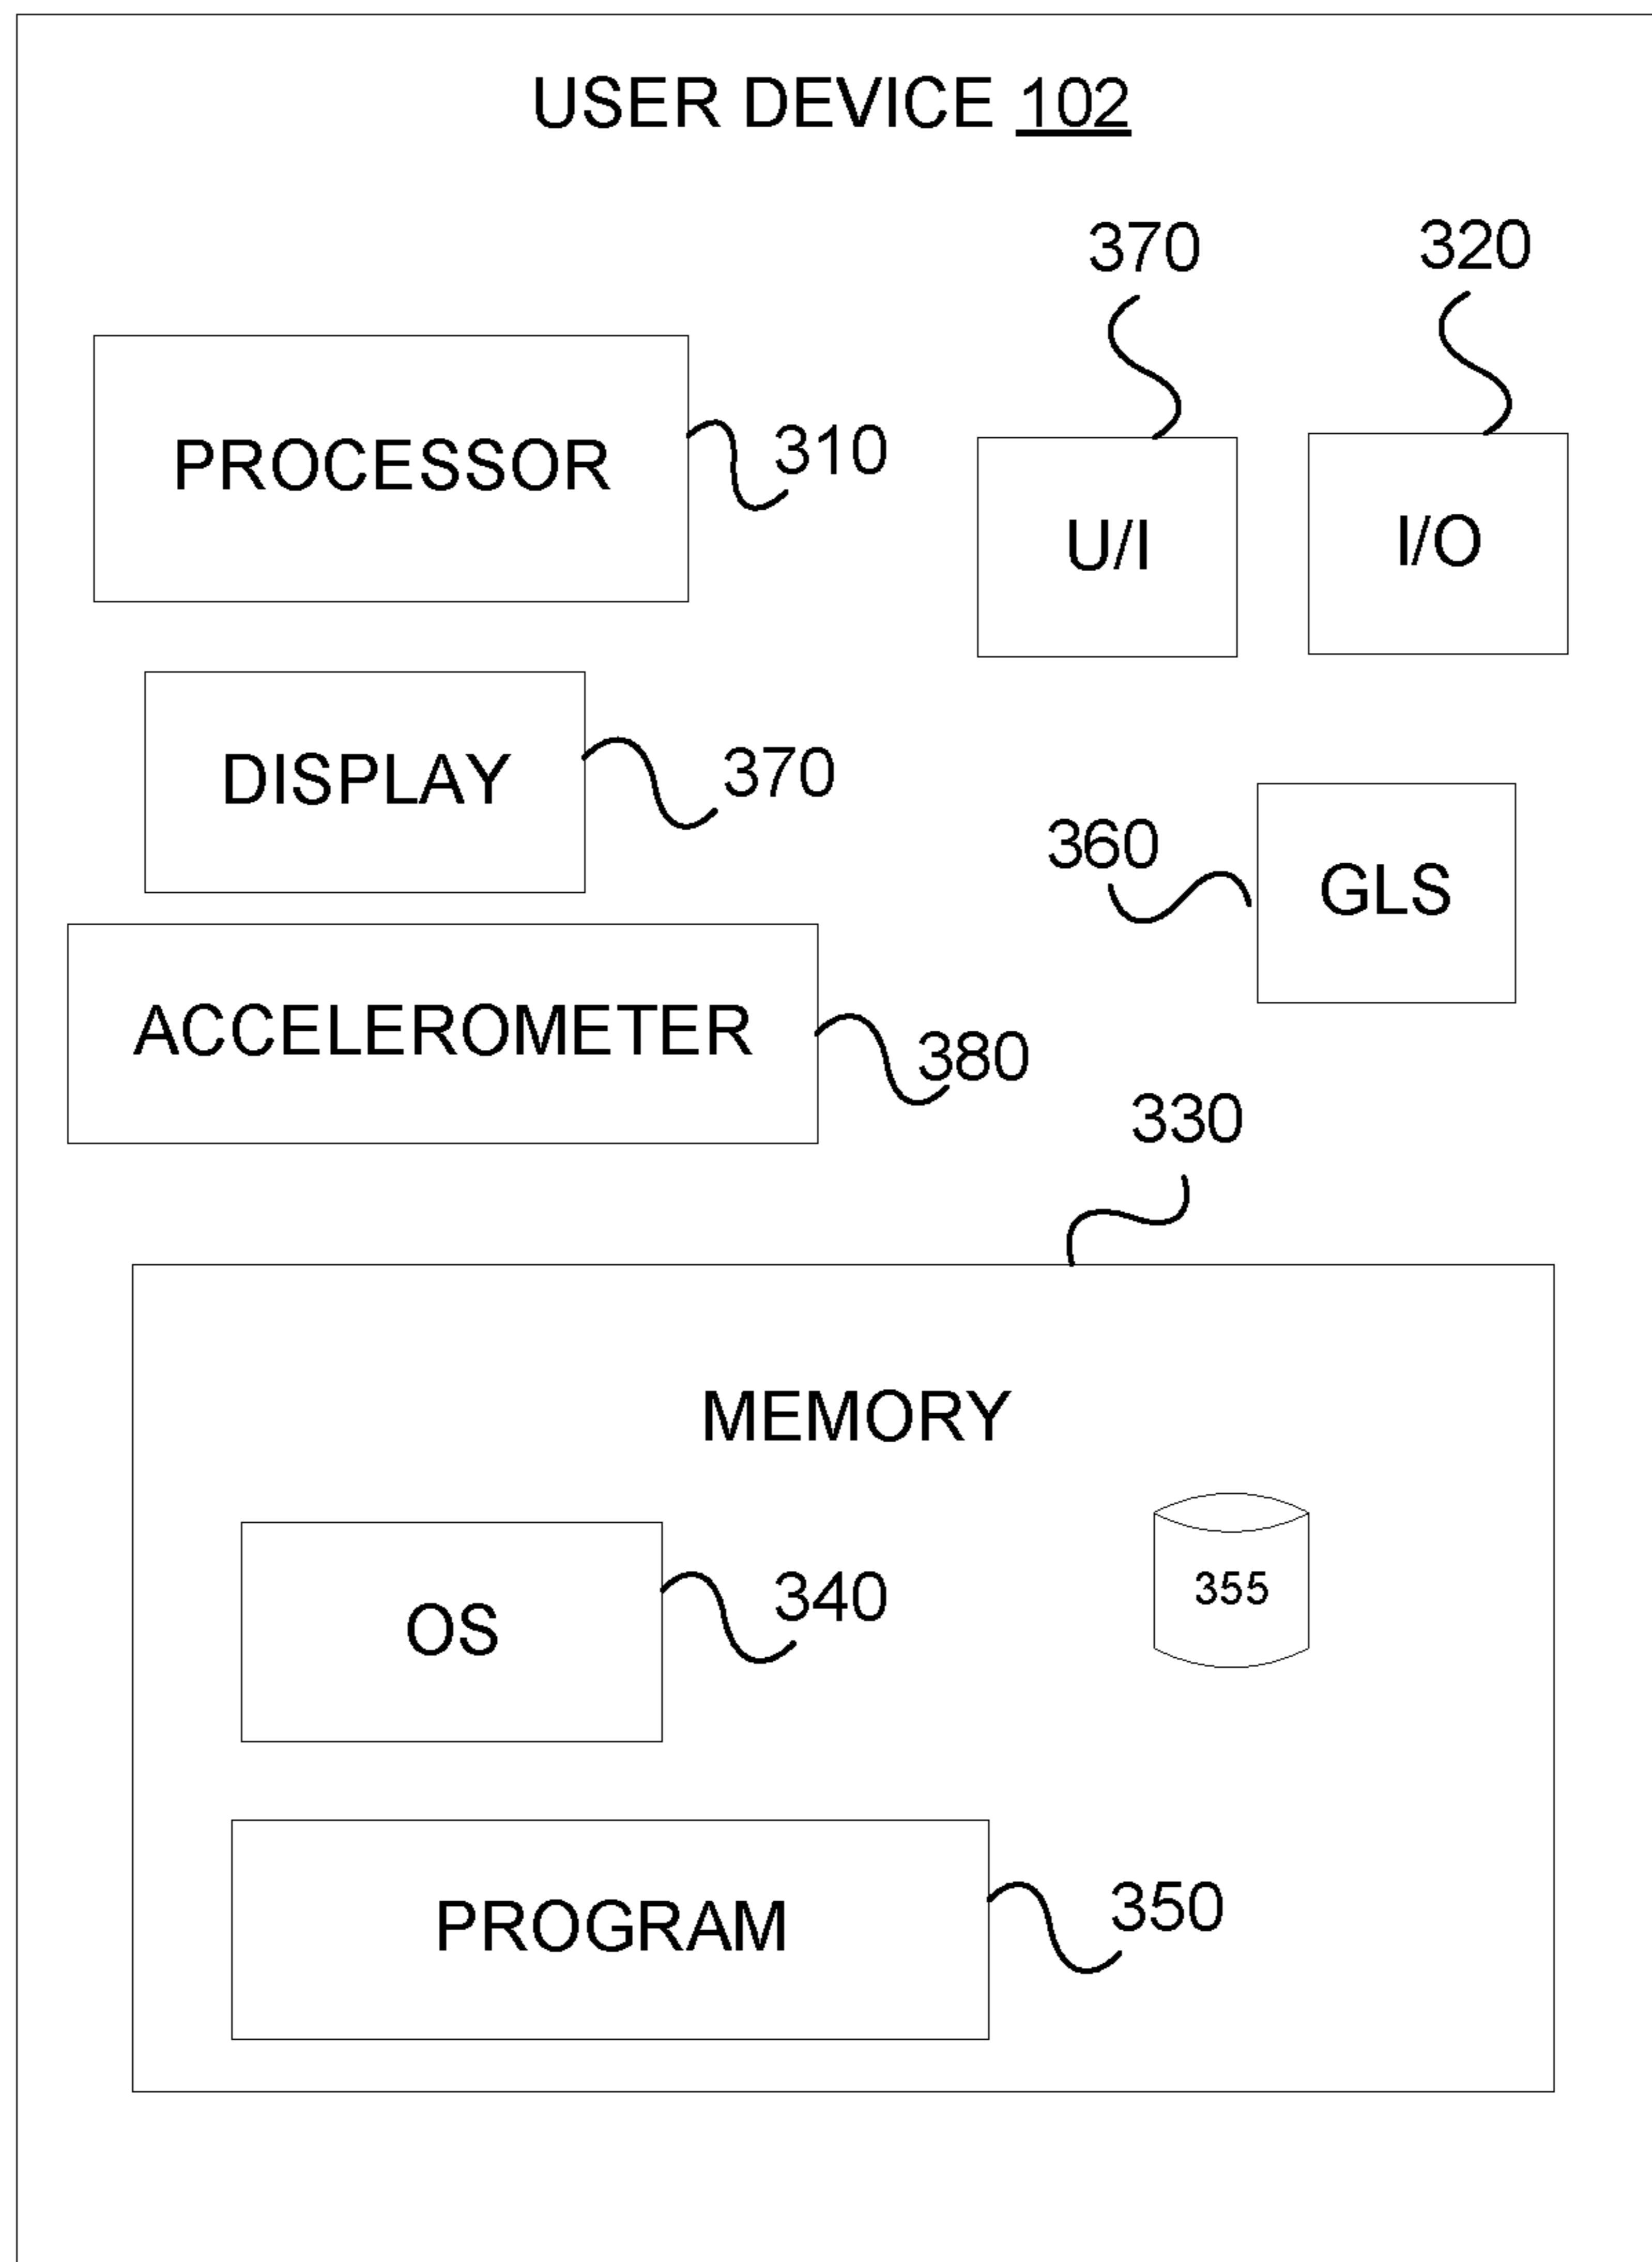 USER DEVICE 102
370
320
PROCESSOR
310
U/I
I/O
DISPLAY
370
360
GLS
ACCELEROMETER
380
330
MEMORY
OS
340
355
PROGRAM
350